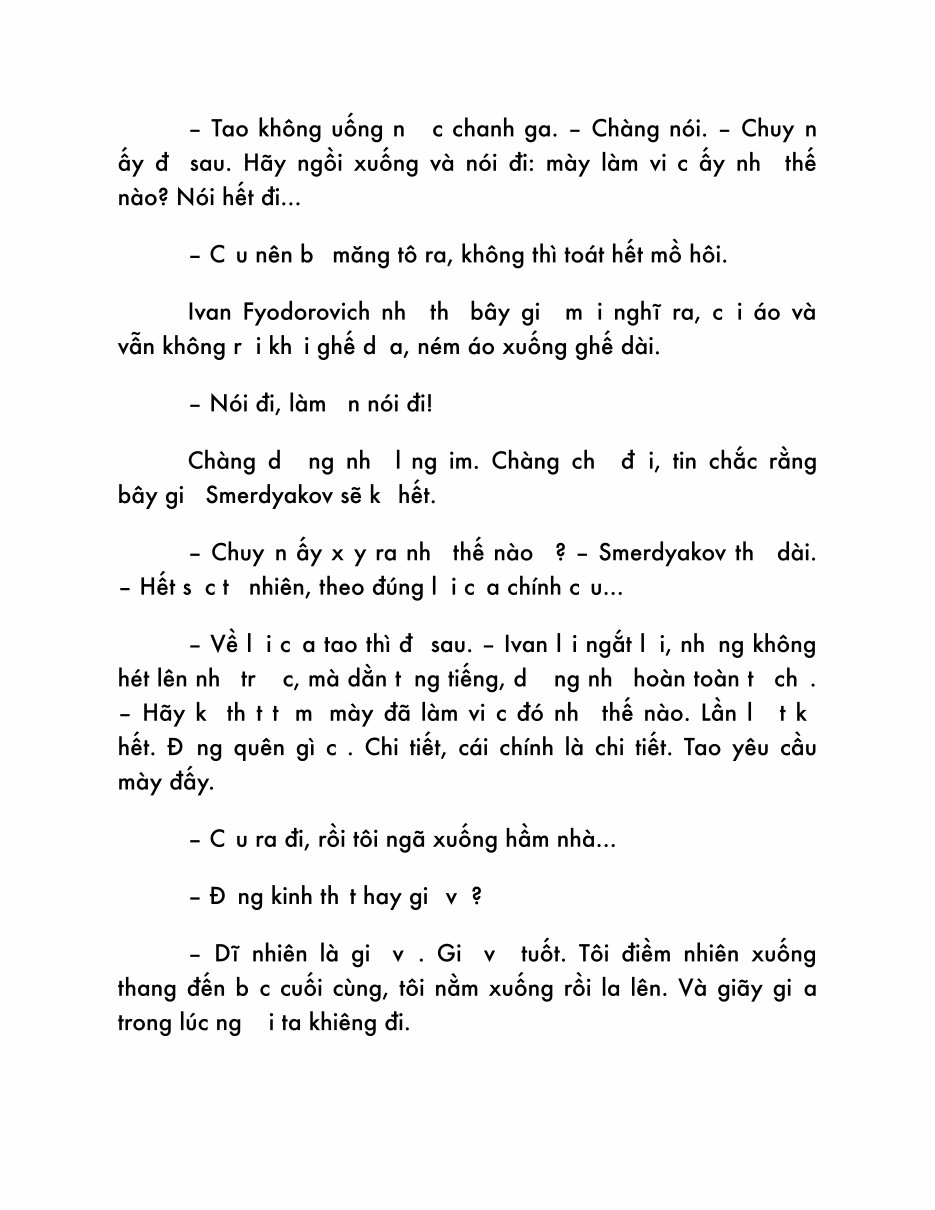 – Tao không uống n c chanh ga. – Chàng nói. – Chuy n
ấy đ sau. Hãy ngồi xuống và nói đi: mày làm vi c ấy nh thế
nào? Nói hết đi...
– C u nên b măng tô ra, không thì toát hết mồ hôi.
Ivan Fyodorovich nh th bây gi m i nghĩ ra, c i áo và
vẫn không r i kh i ghế d a, ném áo xuống ghế dài.
– Nói đi, làm n nói đi!
Chàng d ng nh l ng im. Chàng ch đ i, tin chắc rằng
bây gi Smerdyakov sẽ k hết.
– Chuy n ấy x y ra nh thế nào ? – Smerdyakov th dài.
– Hết s c t nhiên, theo đúng l i c a chính c u...
– Về l i c a tao thì đ sau. – Ivan l i ngắt l i, nh ng không
hét lên nh tr c, mà dằn t ng tiếng, d ng nh hoàn toàn t ch .
– Hãy k th t t m mày đã làm vi c đó nh thế nào. Lần l t k
hết. Đ ng quên gì c . Chi tiết, cái chính là chi tiết. Tao yêu cầu
mày đấy.
– C u ra đi, rồi tôi ngã xuống hầm nhà...
– Đ ng kinh th t hay gi v ?
– Dĩ nhiên là gi v . Gi v tuốt. Tôi điềm nhiên xuống
thang đến b c cuối cùng, tôi nằm xuống rồi la lên. Và giãy gi a
trong lúc ng i ta khiêng đi.